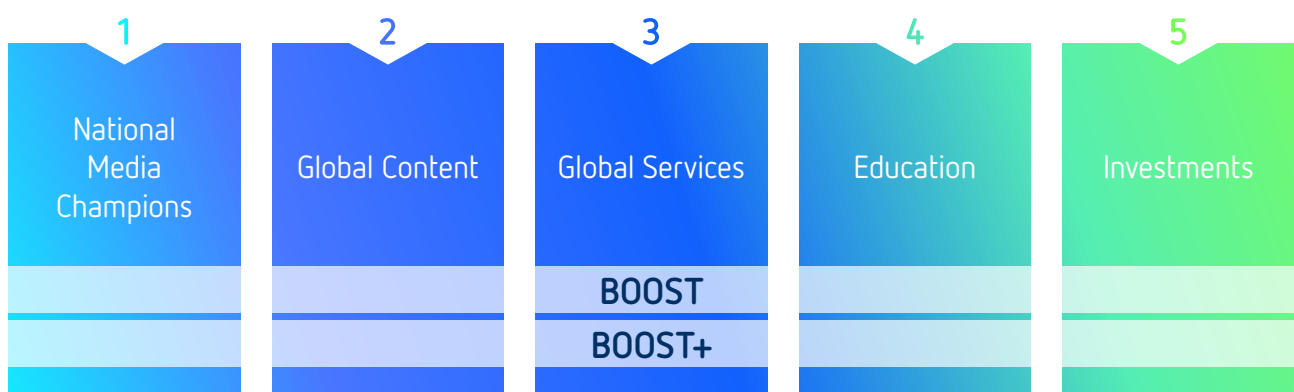 1
National
Media
Champions
2
Global Content
3
Global Services
4
Education
5
Investments
BOOST
BOOST+